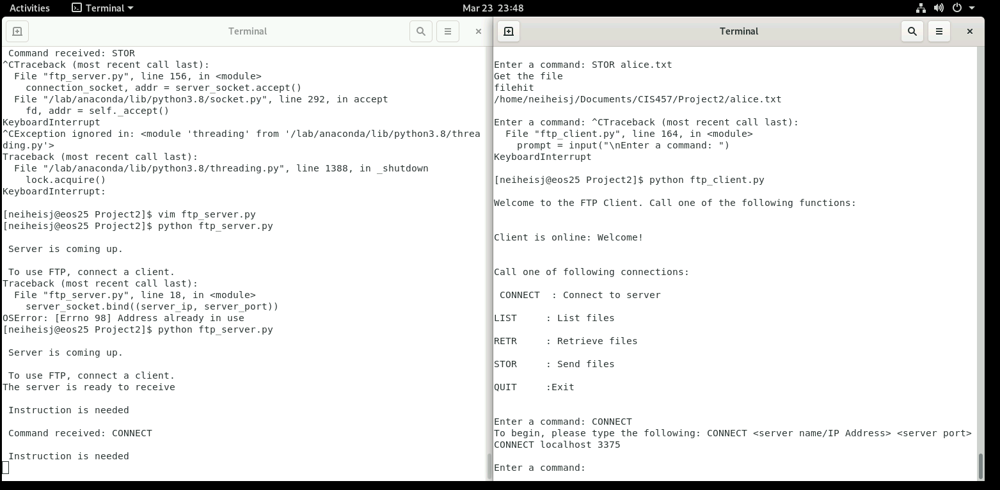 Activities Terminal Mar 23 23:48
Terminal
 Command received: STOR
^CTraceback (most recent call last):
  File "ftp_server.py", line 156, in <module>
    connection_socket, addr = server_socket.accept()
  File "/lab/anaconda/lib/python3.8/socket.py", line 292, in accept
    fd, addr = self._accept()
KeyboardInterrupt
^CException ignored in: <module 'threading' from '/lab/anaconda/lib/python3.8/threa
ding.py'>
Traceback (most recent call last):
  File "/lab/anaconda/lib/python3.8/threading.py", line 1388, in _shutdown
    lock.acquire()
KeyboardInterrupt:
[neiheisj@eos25 Project2]$ vim ftp_server.py
[neiheisj@eos25 Project2]$ python ftp_server.py
 Server is coming up.
 To use FTP, connect a client.
Traceback (most recent call last):
  File "ftp_server.py", line 18, in <module>
    server_socket.bind((server_ip, server_port))
OSError: [Errno 98] Address already in use
[neiheisj@eos25 Project2]$ python ftp_server.py
 Server is coming up.
 To use FTP, connect a client.
The server is ready to receive
 Instruction is needed
 Command received: CONNECT
 Instruction is needed
Terminal
Enter a command: STOR alice.txt
Get the file
filehit
/home/neiheisj/Documents/CIS457/Project2/alice.txt
Enter a command: ^CTraceback (most recent call last):
  File "ftp_client.py", line 164, in <module>
    prompt = input("\nEnter a command: ")
KeyboardInterrupt
[neiheisj@eos25 Project2]$ python ftp_client.py
Welcome to the FTP Client. Call one of the following functions:
Client is online: Welcome!
Call one of following connections:
 CONNECT  : Connect to server
LIST     : List files
RETR     : Retrieve files
STOR     : Send files
QUIT     :Exit
Enter a command: CONNECT
To begin, please type the following: CONNECT <server name/IP Address> <server port>
CONNECT localhost 3375
Enter a command: